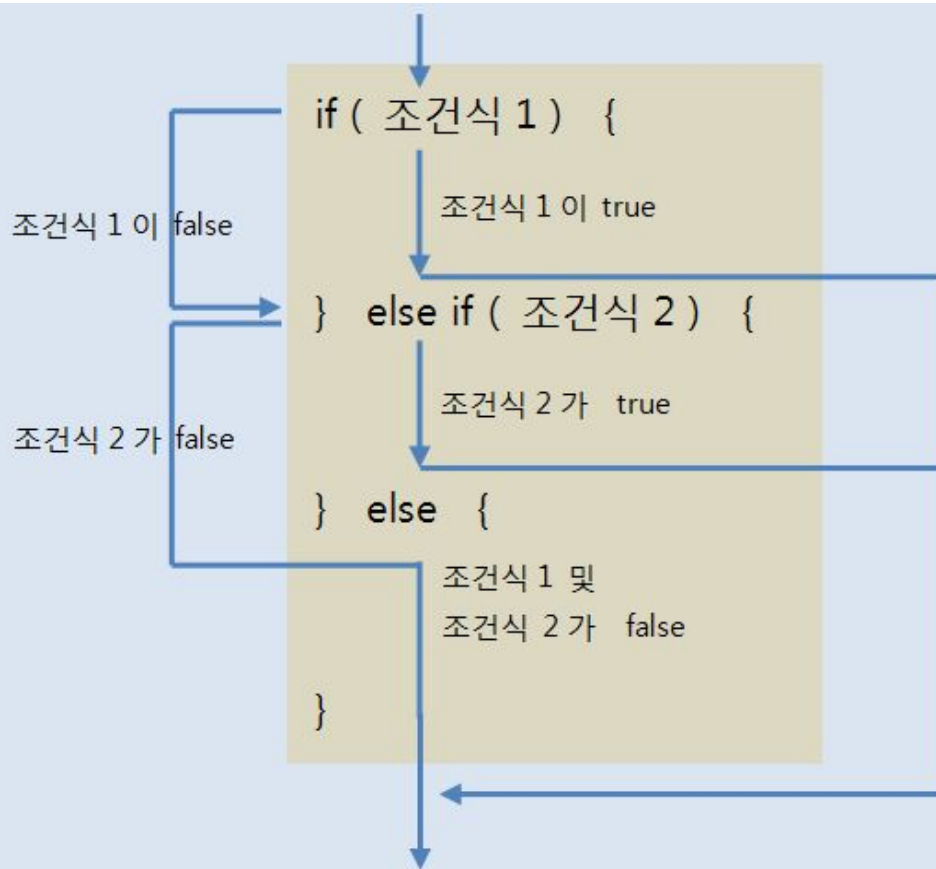 if ( 조건식 1 ) {
조건식 1 이 true
조건식 1 이 false
} else if ( 조건식 2 ) {
조건식 2 가 true
조건식 2 가 false
} else {
조건식 1 및
조건식 2 가 false
}